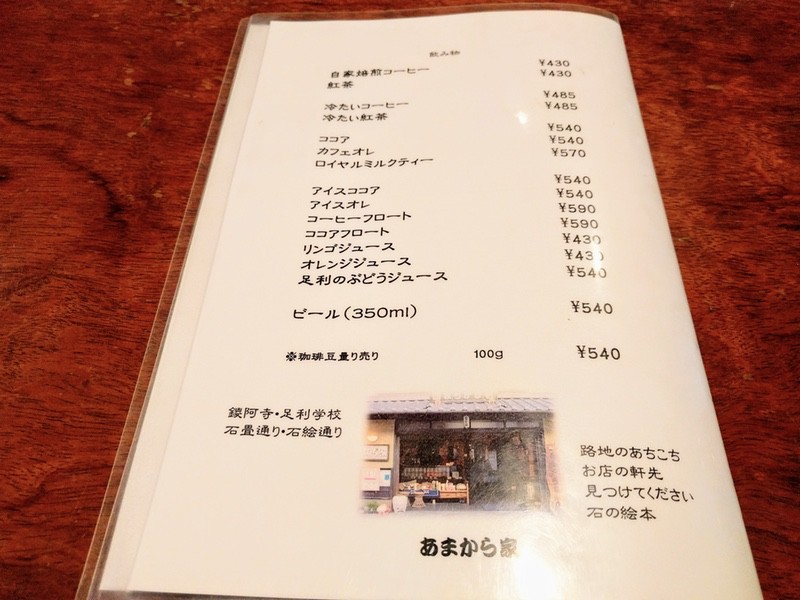 飲み物
自家焙煎コーヒー ¥430
紅茶 ¥430
冷たいコーヒー ¥485
冷たい紅茶 ¥485
ココア ¥540
カフェオレ ¥540
ロイヤルミルクティー ¥570
アイスココア ¥540
アイスオレ ¥540
コーヒーフロート ¥590
ココアフロート ¥590
リンゴジュース ¥430
オレンジジュース ¥430
足利のぶどうジュース ¥540
ビール(350ml) ¥540
※珈琲豆量り売り 100g ¥540
鑁阿寺・足利学校
石畳通り・石絵通り
路地のあちこち
お店の軒先
見つけてください
石の絵本
あまから家